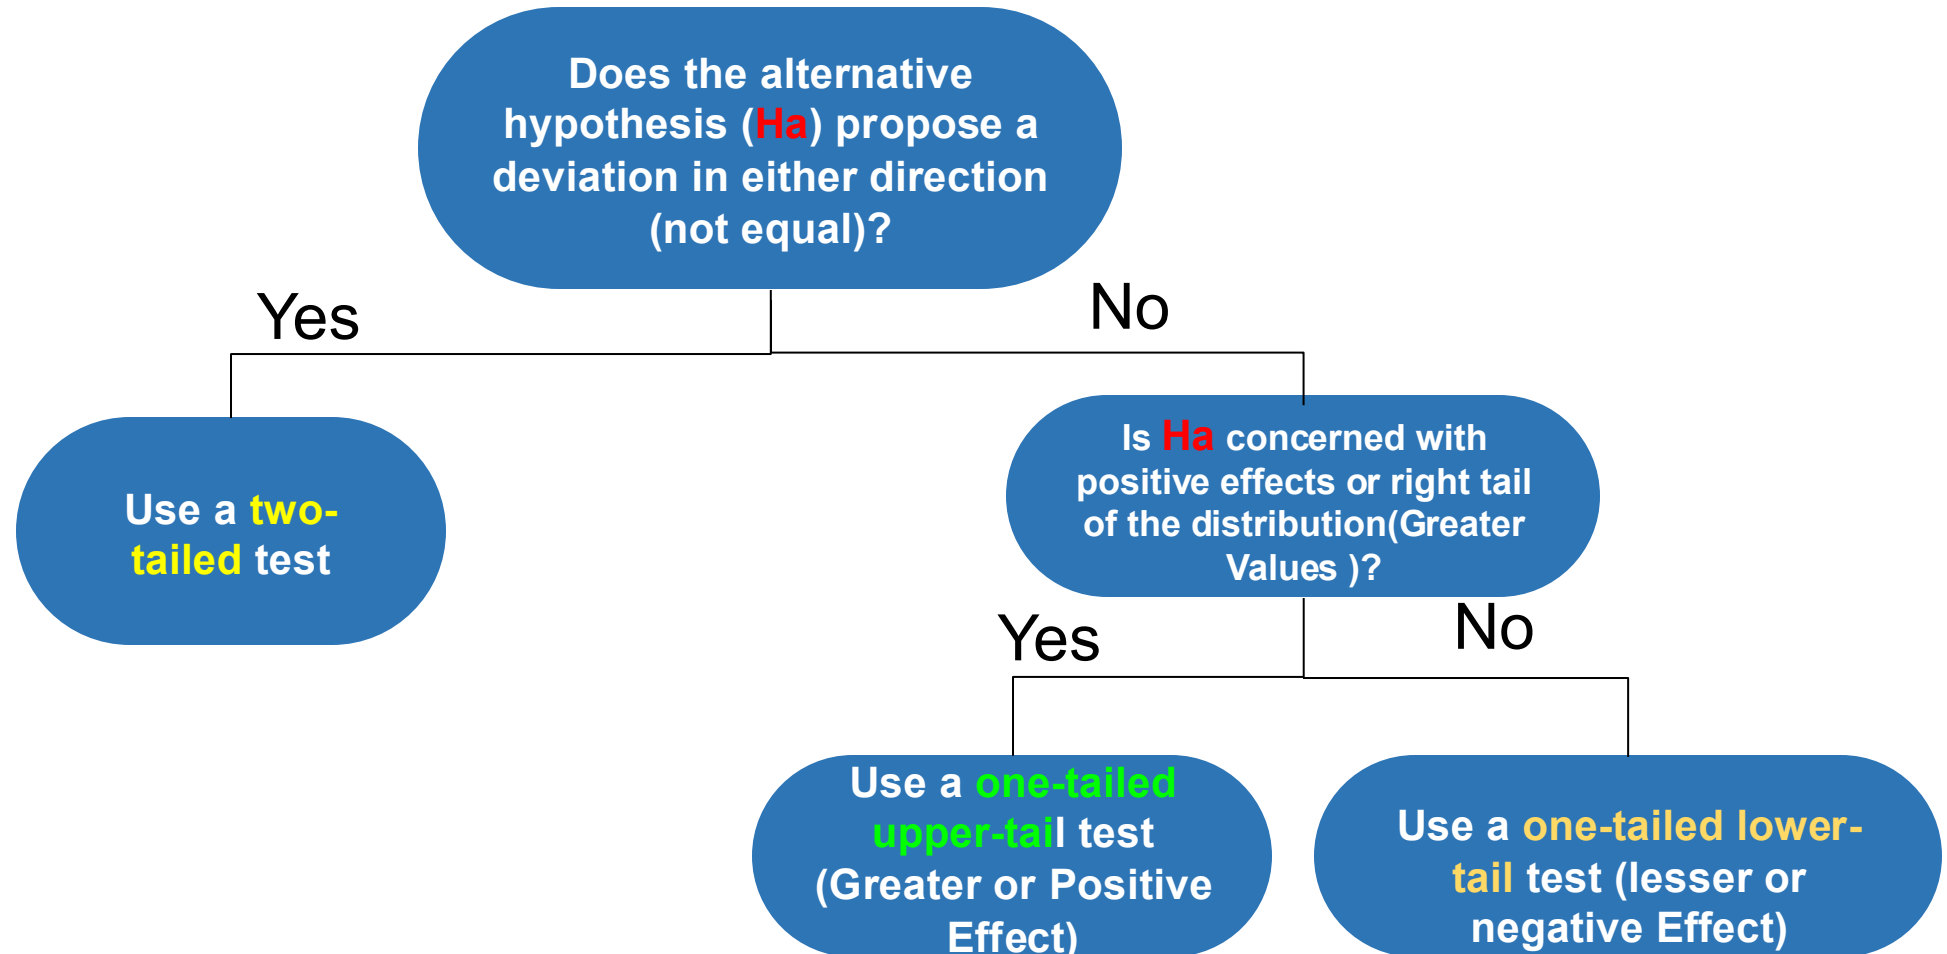 Does the alternative
hypothesis (Ha) propose a
deviation in either direction
(not equal)?
Yes
No
Use a two-
tailed test
Is Ha concerned with
positive effects or right tail
of the distribution(Greater
Values )?
Yes
No
Use a one-tailed
upper-tail test
(Greater or Positive
Effect)
Use a one-tailed lower-
tail test (lesser or
negative Effect)